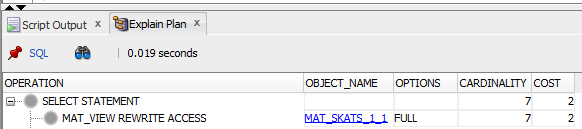 Script Output x Explain Plan x
SQL 0.019 seconds
OPERATION OBJECT_NAME OPTIONS CARDINALITY COST
SELECT STATEMENT 7 2
MAT_VIEW REWRITE ACCESS MAT_SKATS_1_1 FULL 7 2